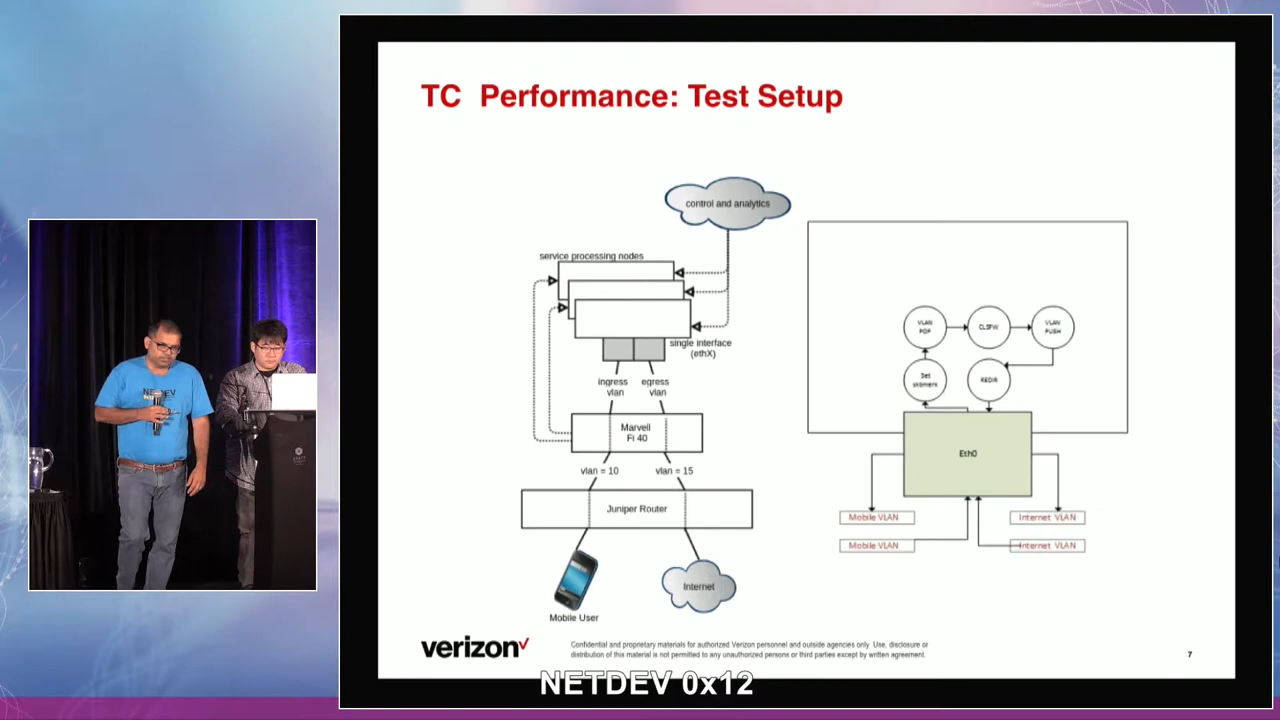 TC Performance: Test Setup
control and analytics
service processing nodes
single interface
(ethX)
ingress
vlan
egress
vlan
Marvell
Fi 40
vlan = 10
vlan = 15
Juniper Router
Internet
Mobile User
VLAN
POP
CLSFW
VLAN
PUSH
Set
skbmark
REDIR
Eth0
Mobile VLAN
Internet VLAN
Mobile VLAN
Internet VLAN
verizon
Confidential and proprietary materials for authorized Verizon personnel and outside agencies only. Use, disclosure or
distribution of this material is not permitted to any unauthorized persons or third parties except by written agreement.
7
NETDEV 0x12
NETDEV